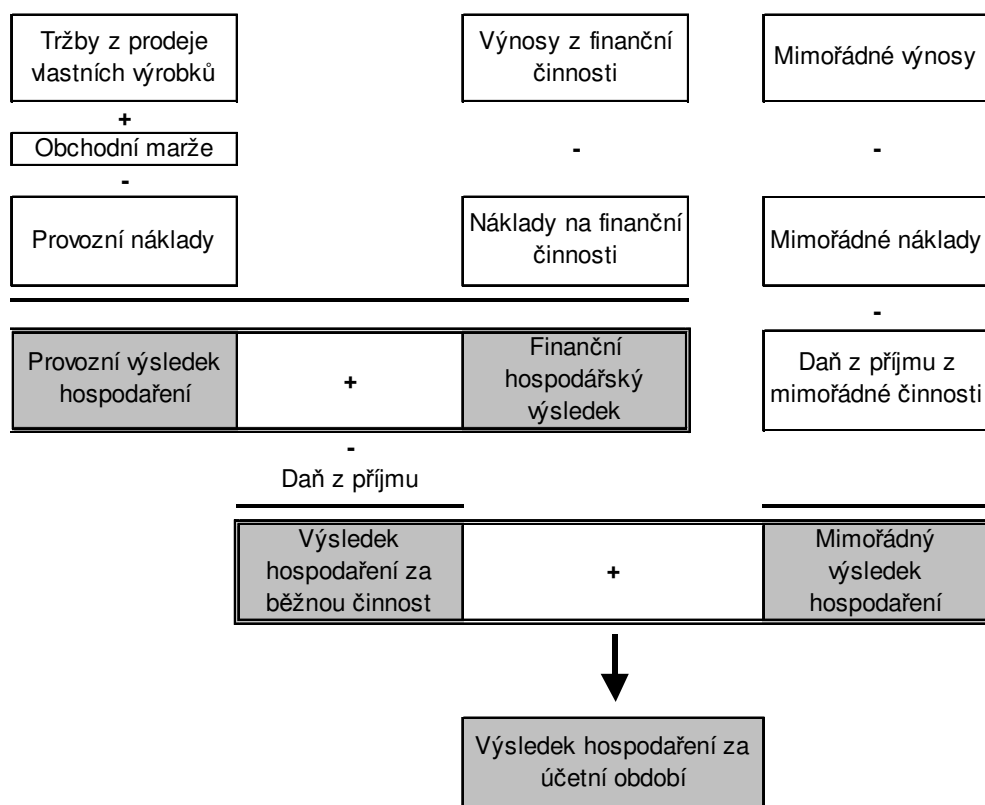 Tržby z prodeje
vlastních výrobků
Výnosy z finanční
činnosti
Mimořádné výnosy
+
Obchodní marže
-
-
-
Provozní náklady
Náklady na finanční
činnosti
Mimořádné náklady
-
Provozní výsledek
hospodaření
+
Finanční
hospodářský
výsledek
Daň z příjmu z
mimořádné činnosti
-
Daň z příjmu
Výsledek
hospodaření za
běžnou činnost
+
Mimořádný
výsledek
hospodaření
Výsledek hospodaření za
účetní období